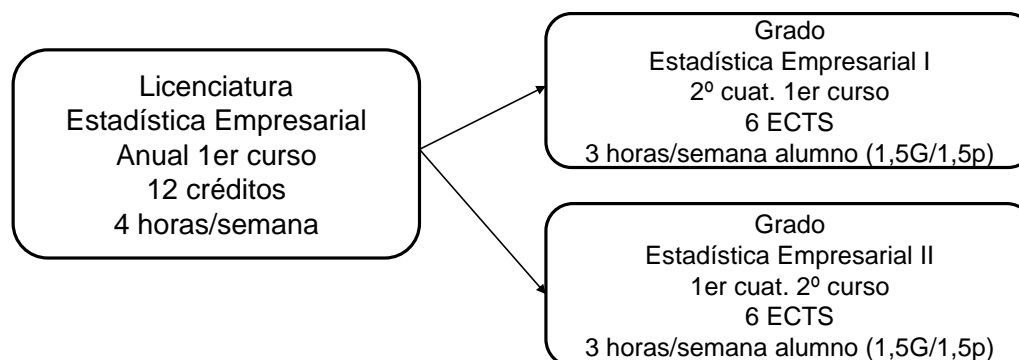 Licenciatura
Estadística Empresarial
Anual 1er curso
12 créditos
4 horas/semana
Grado
Estadística Empresarial I
2º cuat. 1er curso
6 ECTS
3 horas/semana alumno (1,5G/1,5p)
Grado
Estadística Empresarial II
1er cuat. 2º curso
6 ECTS
3 horas/semana alumno (1,5G/1,5p)